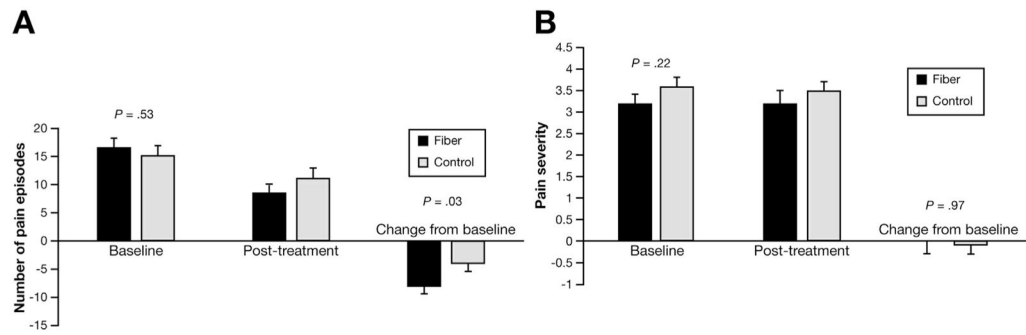 A
Number of pain episodes
20
15
10
5
0
-5
-10
-15
P = .53
Fiber
Control
P = .03
Change from baseline
Baseline
Post-treatment
B
Pain severity
4.5
4
3.5
3
2.5
2
1.5
1
0.5
0
-0.5
-1
P = .22
Fiber
Control
P = .97
Change from baseline
Baseline
Post-treatment